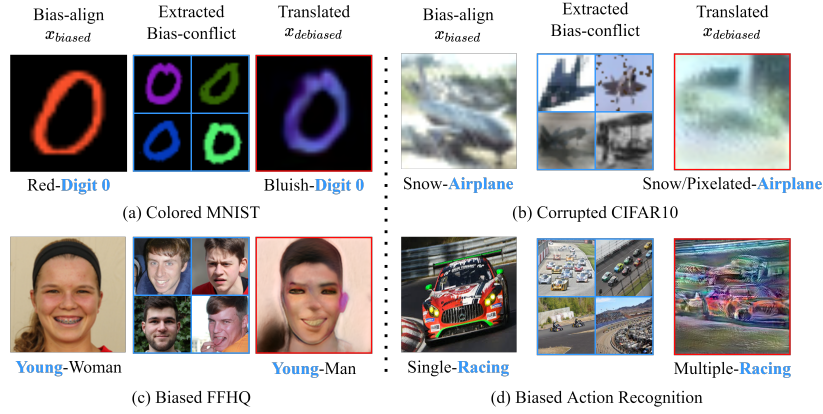 Bias-align
x_biased
Extracted
Bias-conflict
Translated
x_debiased
Bias-align
x_biased
Extracted
Bias-conflict
Translated
x_debiased
Red-Digit 0
Bluish-Digit 0
Snow-Airplane
Snow/Pixelated-Airplane
(a) Colored MNIST
(b) Corrupted CIFAR10
Young-Woman
Young-Man
Single-Racing
Multiple-Racing
(c) Biased FFHQ
(d) Biased Action Recognition